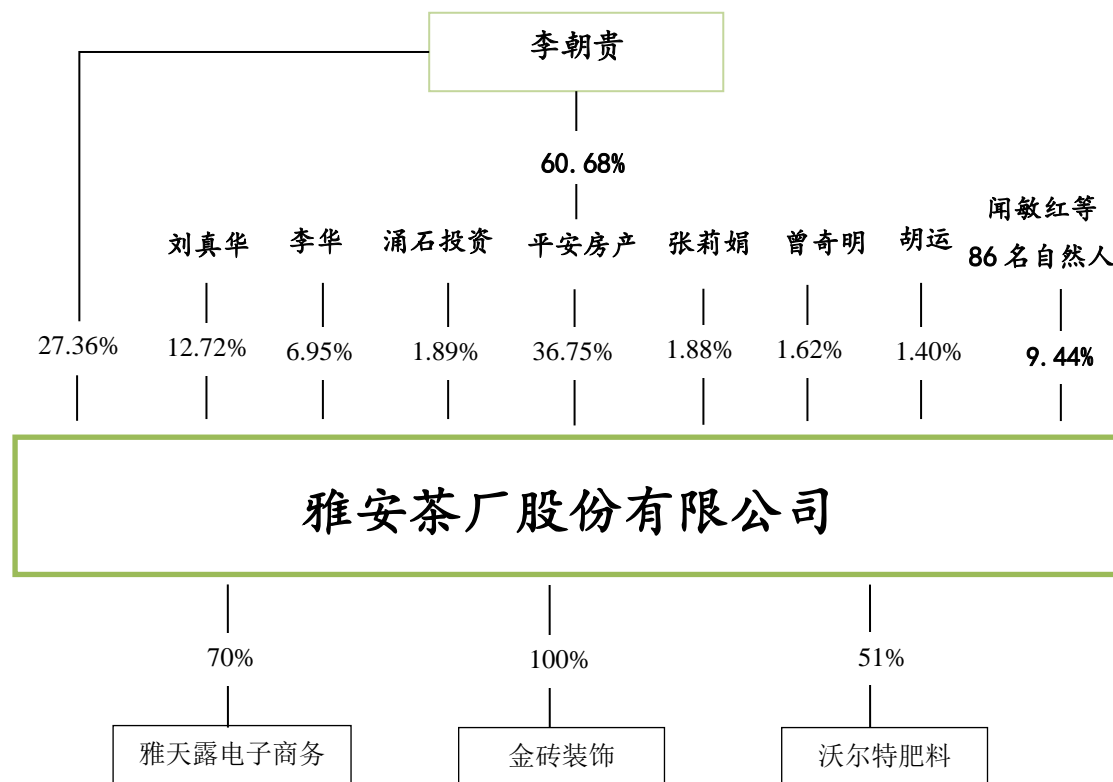 李朝贵
60.68%
闻敏红等
86名自然人
刘真华
李华
涌石投资
平安房产
张莉娟
曾奇明
胡运
27.36%
12.72%
6.95%
1.89%
36.75%
1.88%
1.62%
1.40%
9.44%
雅安茶厂股份有限公司
70%
100%
51%
雅天露电子商务
金砖装饰
沃尔特肥料